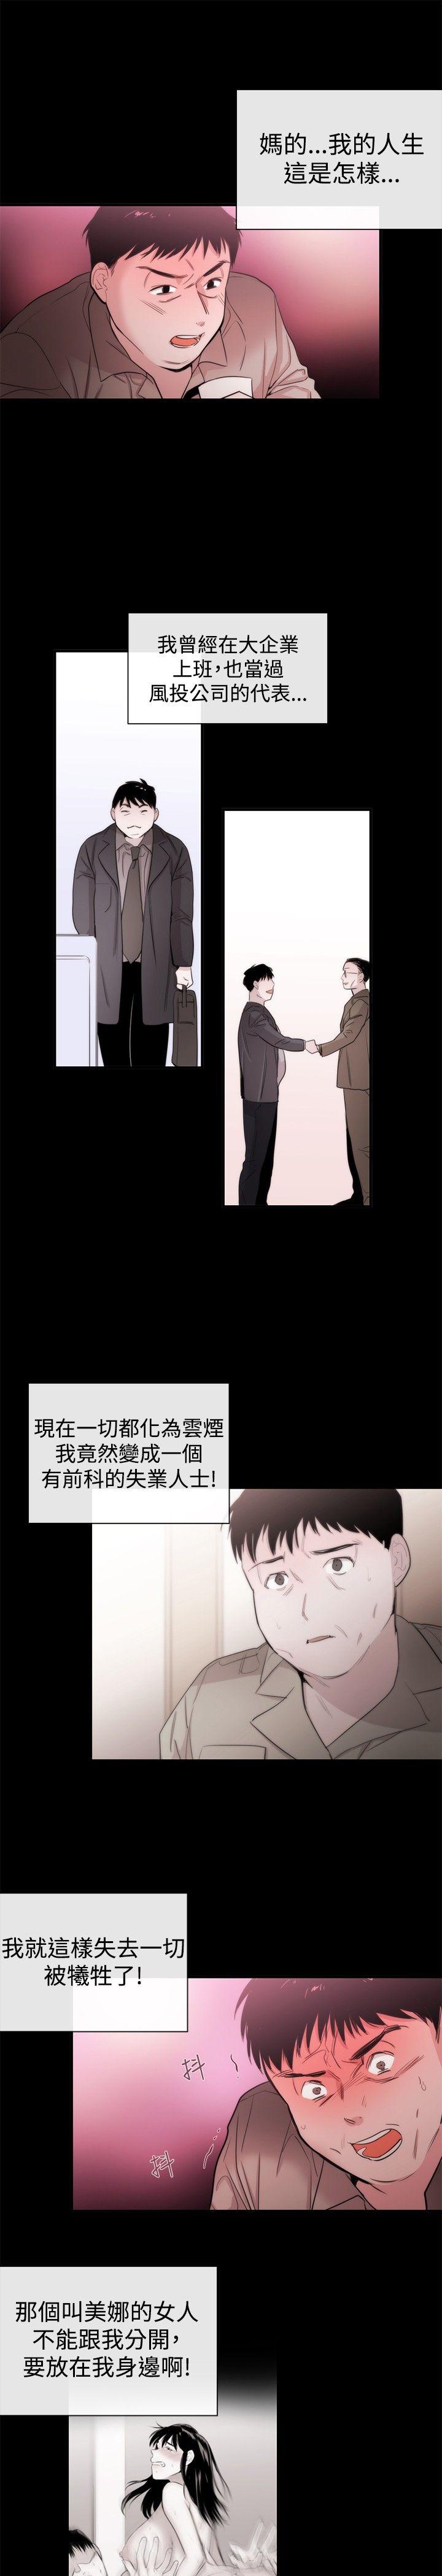 媽的...我的人生
這是怎樣...
我曾經在大企業
上班，也當過
風投公司的代表...
現在一切都化為雲煙
我竟然變成一個
有前科的失業人士!
我就這樣失去一切
被犧牲了!
抖
抖
那個叫美娜的女人
不能跟我分開，
要放在我身邊啊!